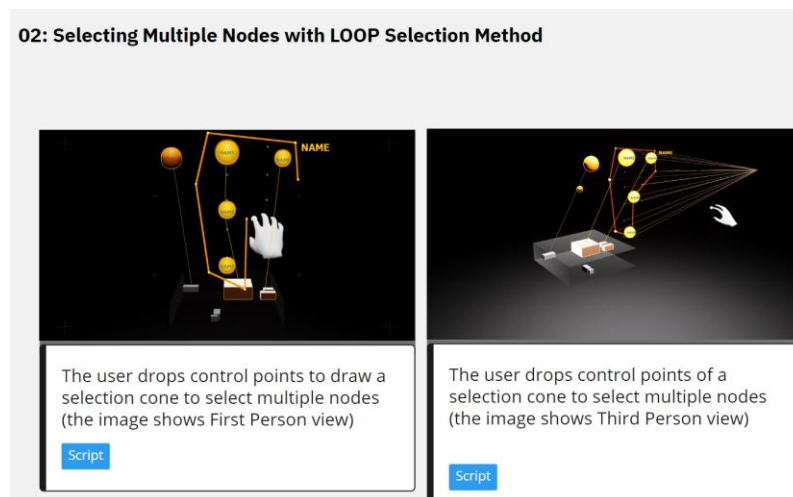 02: Selecting Multiple Nodes with LOOP Selection Method
NAME
NAME
The user drops control points to draw a
selection cone to select multiple nodes
(the image shows First Person view)
Script
The user drops control points of a
selection cone to select multiple nodes
(the image shows Third Person view)
Script